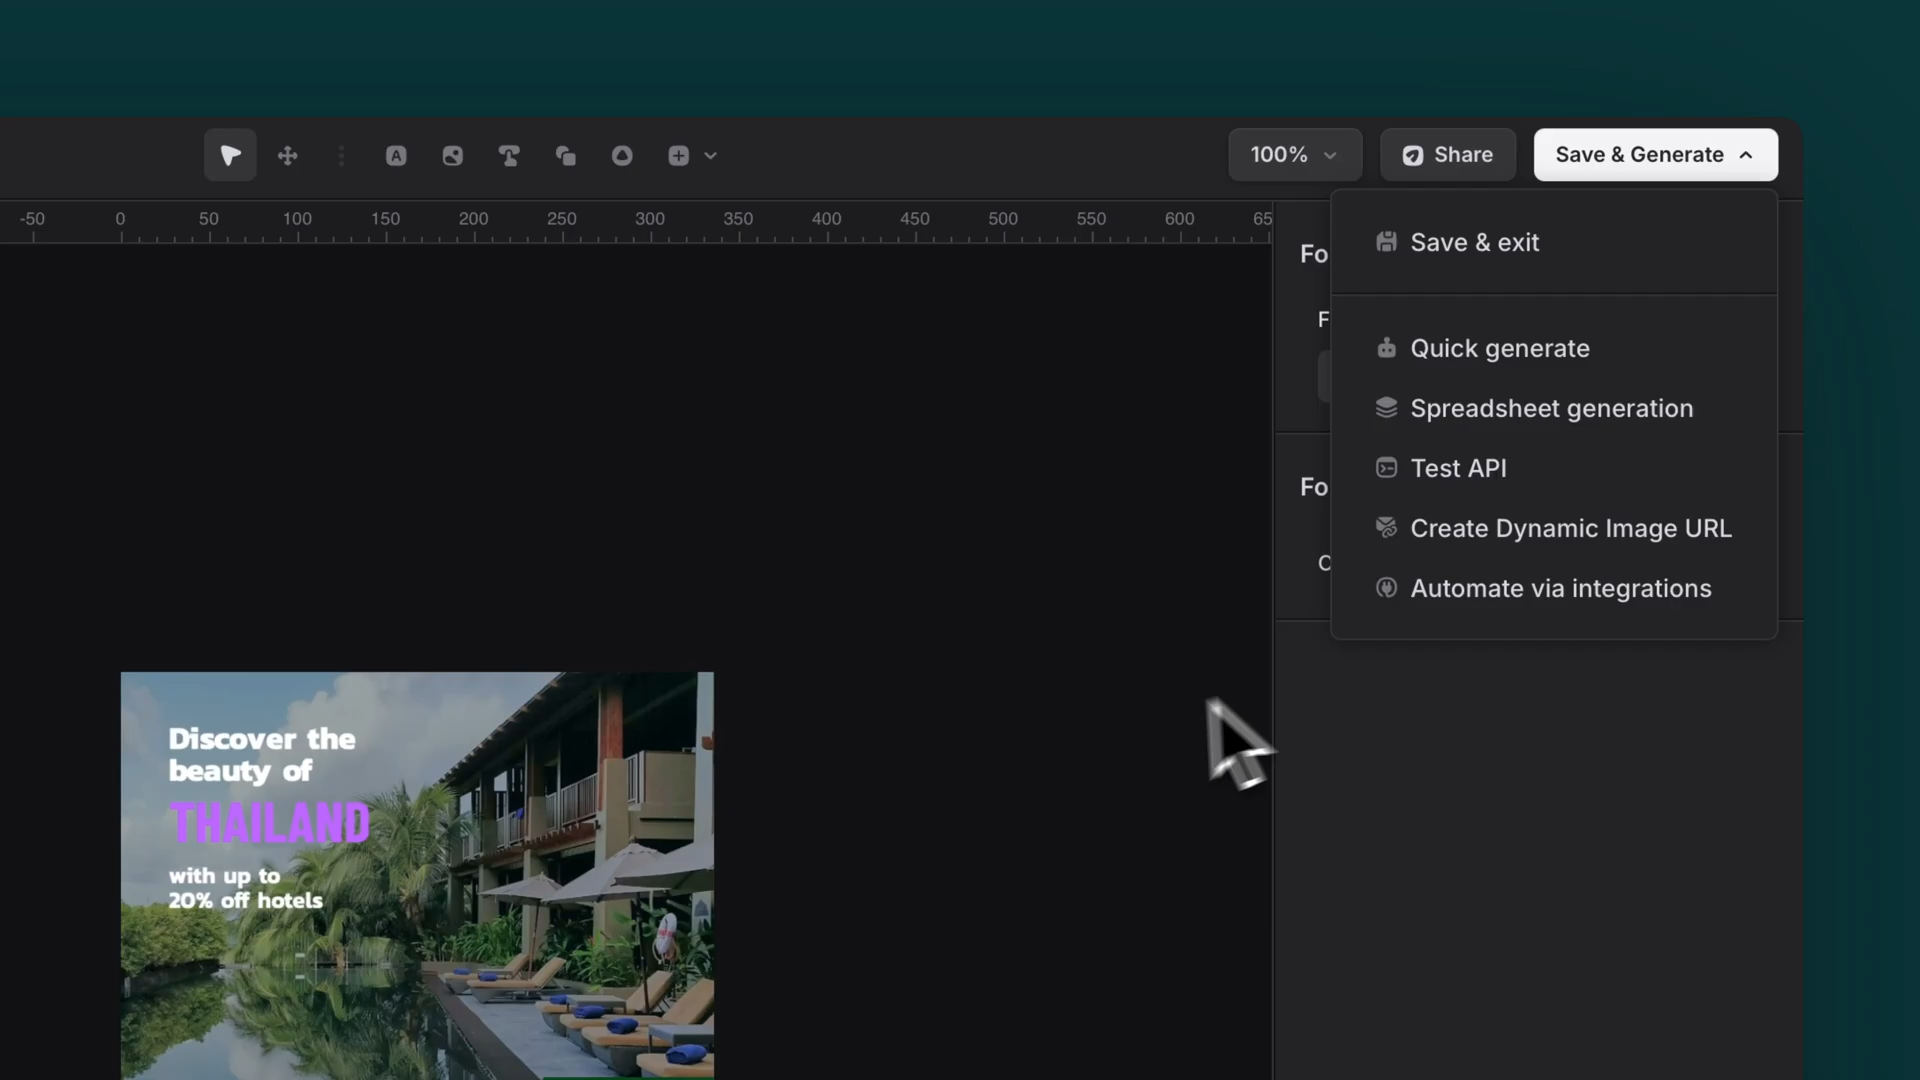 100%
Share
Save & Generate
-50 0 50 100 150 200 250 300 350 400 450 500 550 600 65
Save & exit
Fo
F
Quick generate
Spreadsheet generation
Test API
Fo
Create Dynamic Image URL
Automate via integrations
Discover the
beauty of
THAILAND
with up to
20% off hotels